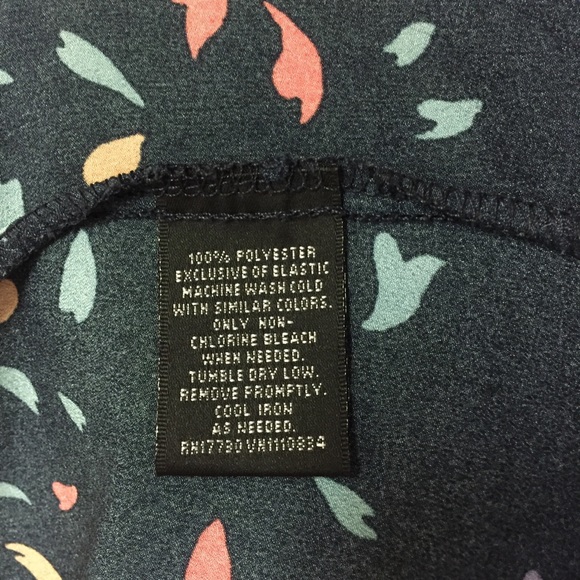 100% POLYESTER
EXCLUSIVE OF ELASTIC
MACHINE WASH COLD
WITH SIMILAR COLORS.
ONLY NON-
CHLORINE BLEACH
WHEN NEEDED.
TUMBLE DRY LOW.
REMOVE PROMPTLY.
COOL IRON
AS NEEDED.
RN17730 VN1110834